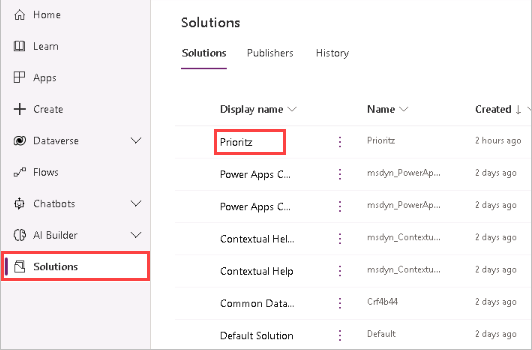 Home
Learn
Apps
Create
Dataverse
Flows
Chatbots
AI Builder
Solutions
Solutions
Solutions Publishers History
Display name Name Created
Prioritz Prioritz 2 hours ago
Power Apps C... msdyn_PowerAp... 2 days ago
Power Apps C... msdyn_PowerAp... 2 days ago
Contextual Hel... msdyn_Contextu... 2 days ago
Contextual Help msdyn_Contextu... 2 days ago
Common Data... Crf4b44 2 days ago
Default Solution Default 2 days ago